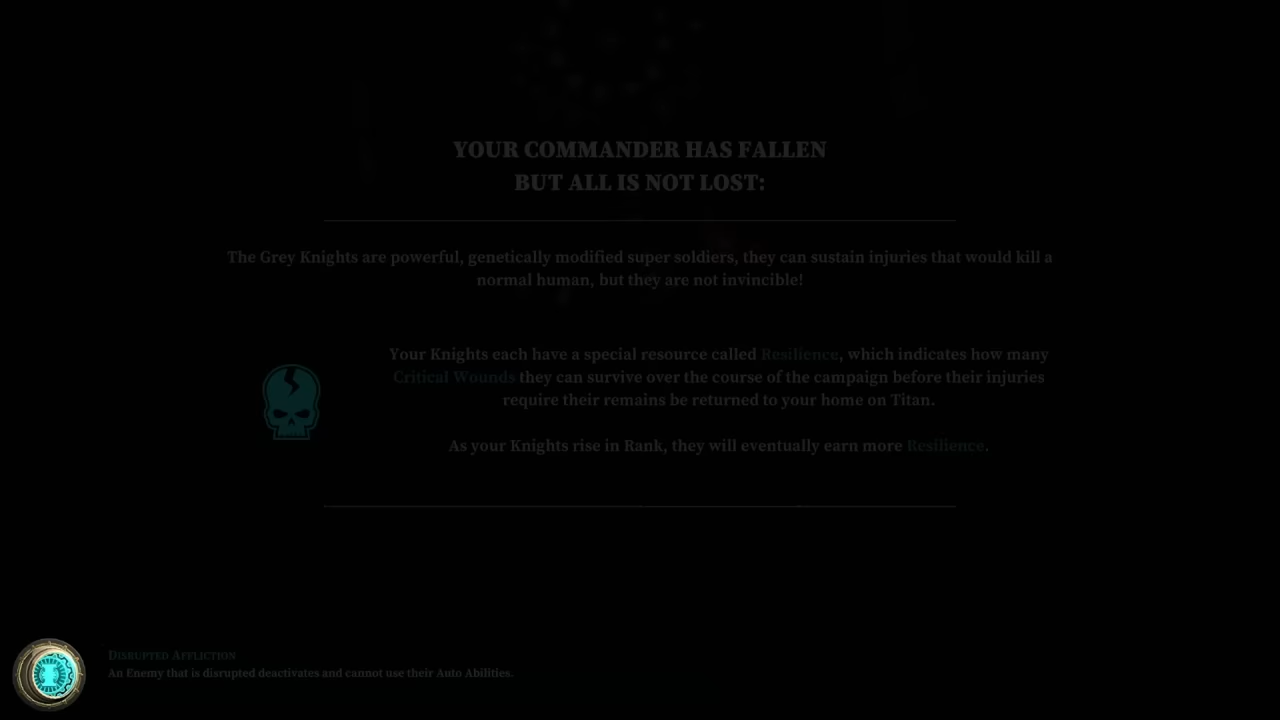 YOUR COMMANDER HAS FALLEN
BUT ALL IS NOT LOST:
The Grey Knights are powerful, genetically modified super soldiers, they can sustain injuries that would kill a
normal human, but they are not invincible!
Your Knights each have a special resource called Resilience, which indicates how many
Critical Wounds they can survive over the course of the campaign before their injuries
require their remains be returned to your home on Titan.
As your Knights rise in Rank, they will eventually earn more Resilience.
Disrupted Affliction
An Enemy that is disrupted deactivates and cannot use their Auto Abilities.